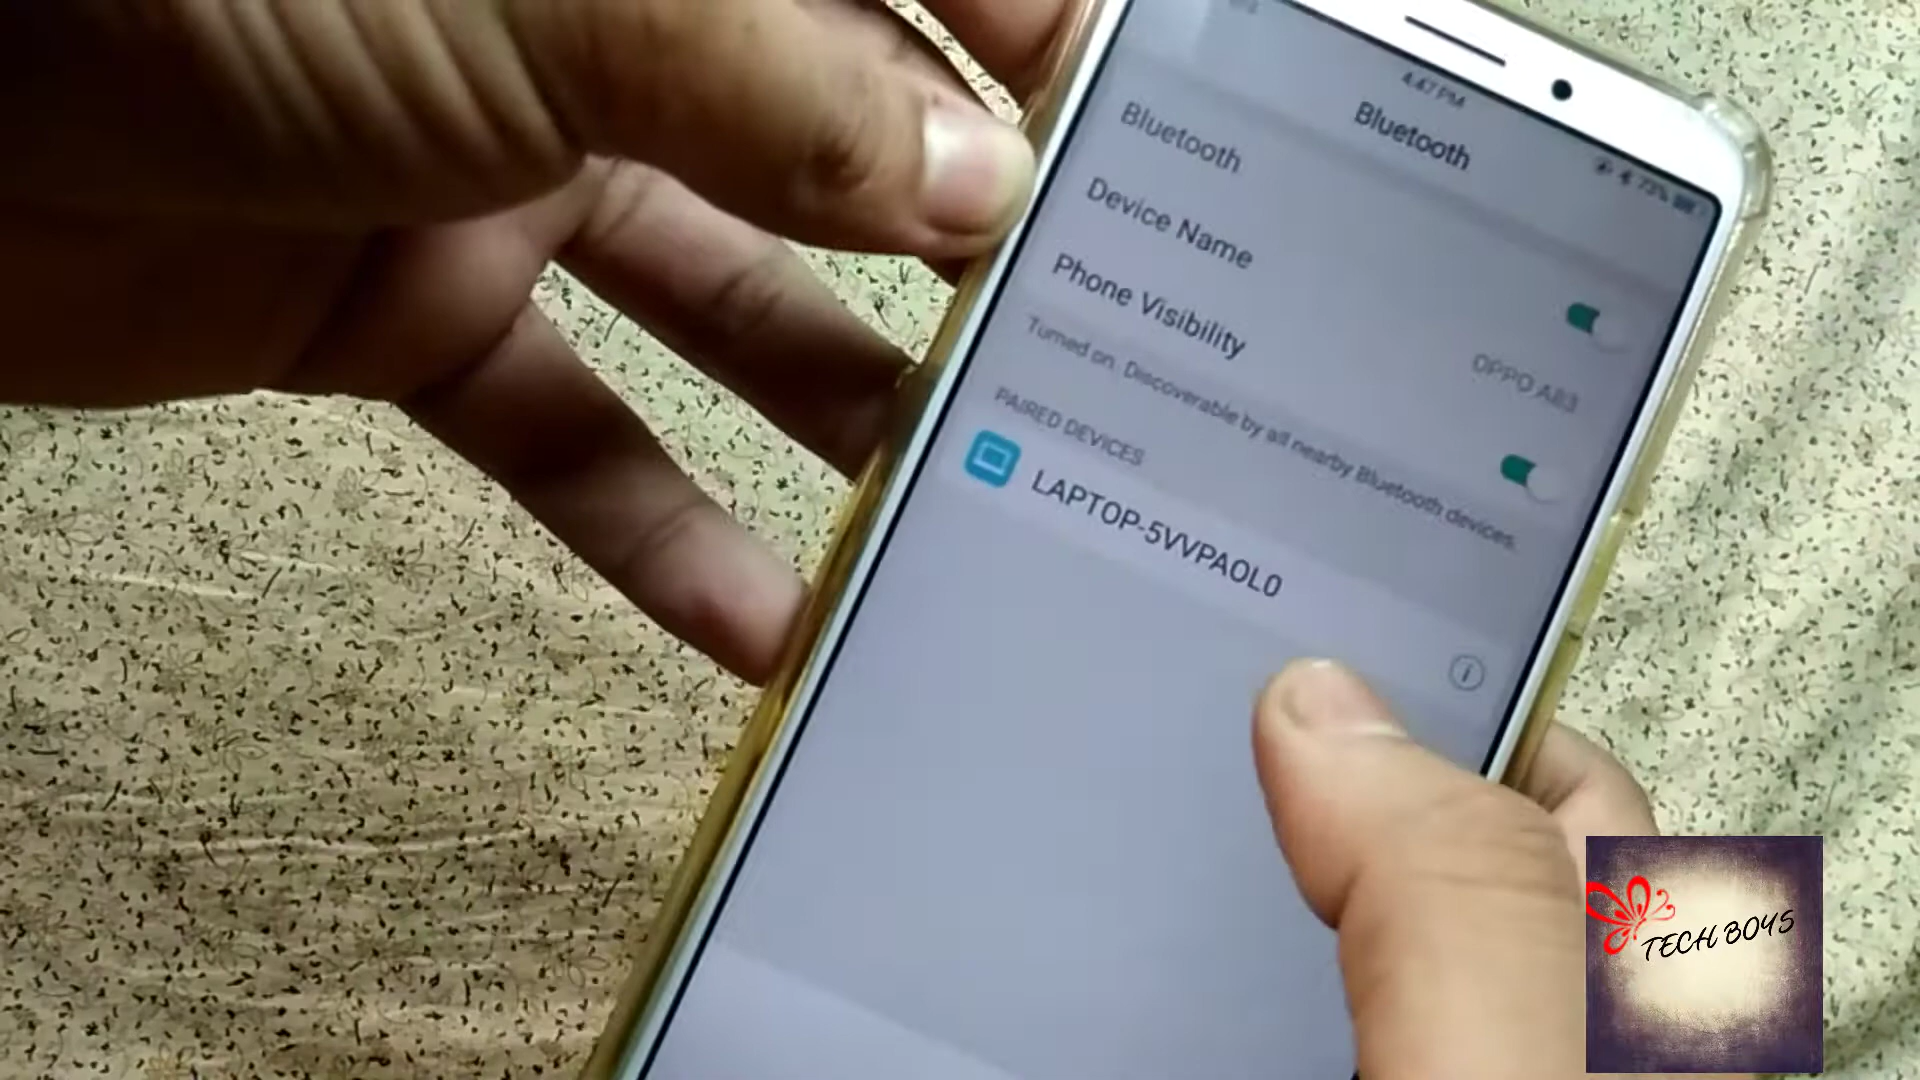 4:47 PM
73%
Bluetooth
Bluetooth
Device Name
OPPO A83
Phone Visibility
Turned on. Discoverable by all nearby Bluetooth devices.
PAIRED DEVICES
LAPTOP-5VVPAOL0
TECH BOYS